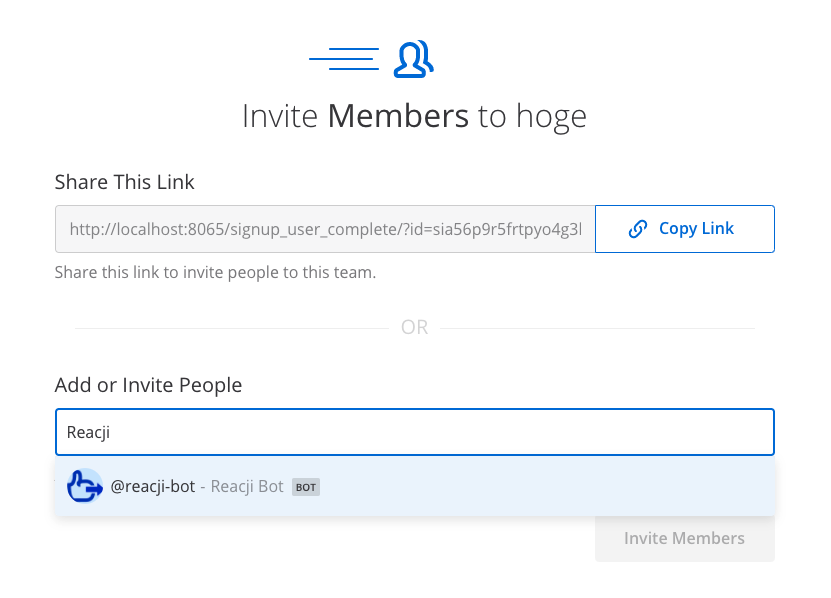 Invite Members to hoge
Share This Link
http://localhost:8065/signup_user_complete/?id=sia56p9r5frtpyo4g3l
Copy Link
Share this link to invite people to this team.
OR
Add or Invite People
Reacji
@reacji-bot - Reacji Bot BOT
Invite Members